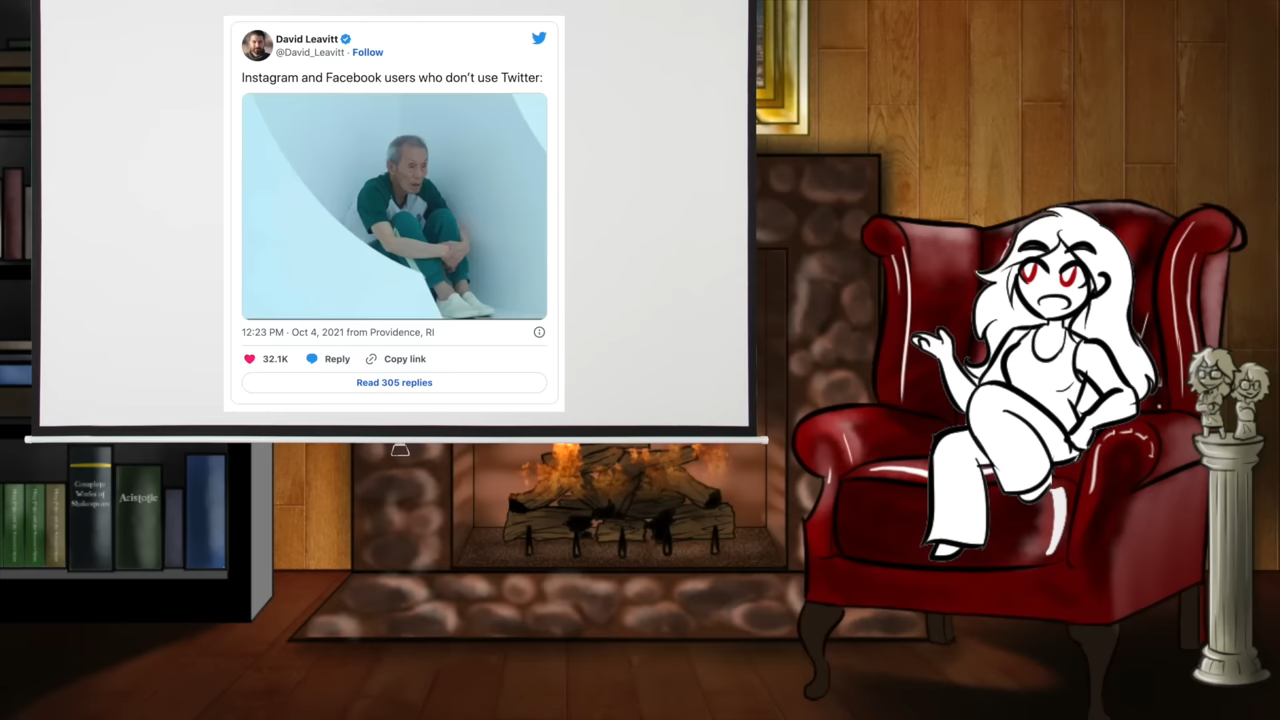 David Leavitt
@David_Leavitt · Follow
Instagram and Facebook users who don't use Twitter:
12:23 PM · Oct 4, 2021 from Providence, RI
32.1K Reply Copy link
Read 305 replies
Complete
Works of
Shakespeare
Aristotle